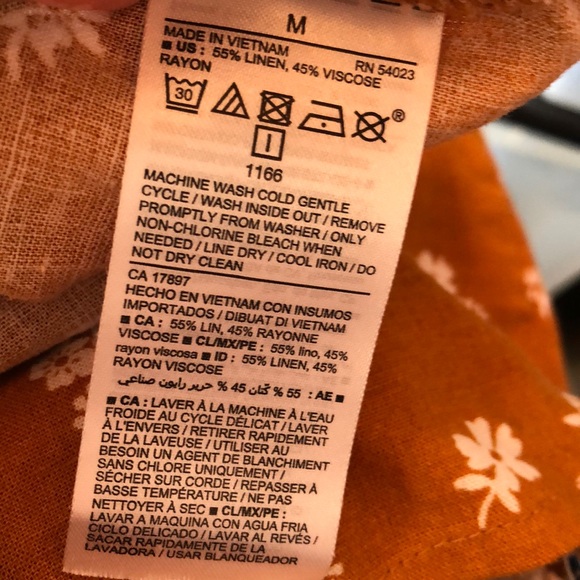 M
MADE IN VIETNAM RN 54023
■ US : 55% LINEN, 45% VISCOSE
RAYON
30
®
I
1166
MACHINE WASH COLD GENTLE
CYCLE / WASH INSIDE OUT / REMOVE
PROMPTLY FROM WASHER / ONLY
NON-CHLORINE BLEACH WHEN
NEEDED / LINE DRY / COOL IRON / DO
NOT DRY CLEAN
CA 17897
HECHO EN VIETNAM CON INSUMOS
IMPORTADOS / DIBUAT DI VIETNAM
■ CA : 55% LIN, 45% RAYONNE
VISCOSE ■ CL/MX/PE : 55% lino, 45%
rayon viscosa ■ ID : 55% LINEN, 45%
RAYON VISCOSE
■ AE : 55 % كتان 45 % حرير رايون صناعي
■ CA : LAVER À LA MACHINE À L'EAU
FROIDE AU CYCLE DÉLICAT / LAVER
À L'ENVERS / RETIRER RAPIDEMENT
DE LA LAVEUSE / UTILISER AU
BESOIN UN AGENT DE BLANCHIMENT
SANS CHLORE UNIQUEMENT /
SÉCHER SUR CORDE / REPASSER À
BASSE TEMPÉRATURE / NE PAS
NETTOYER À SEC ■ CL/MX/PE :
LAVAR A MAQUINA CON AGUA FRIA
CICLO DELICADO / LAVAR AL REVÉS /
SACAR RAPIDAMENTE DE LA
LAVADORA / USAR BLANQUEADOR